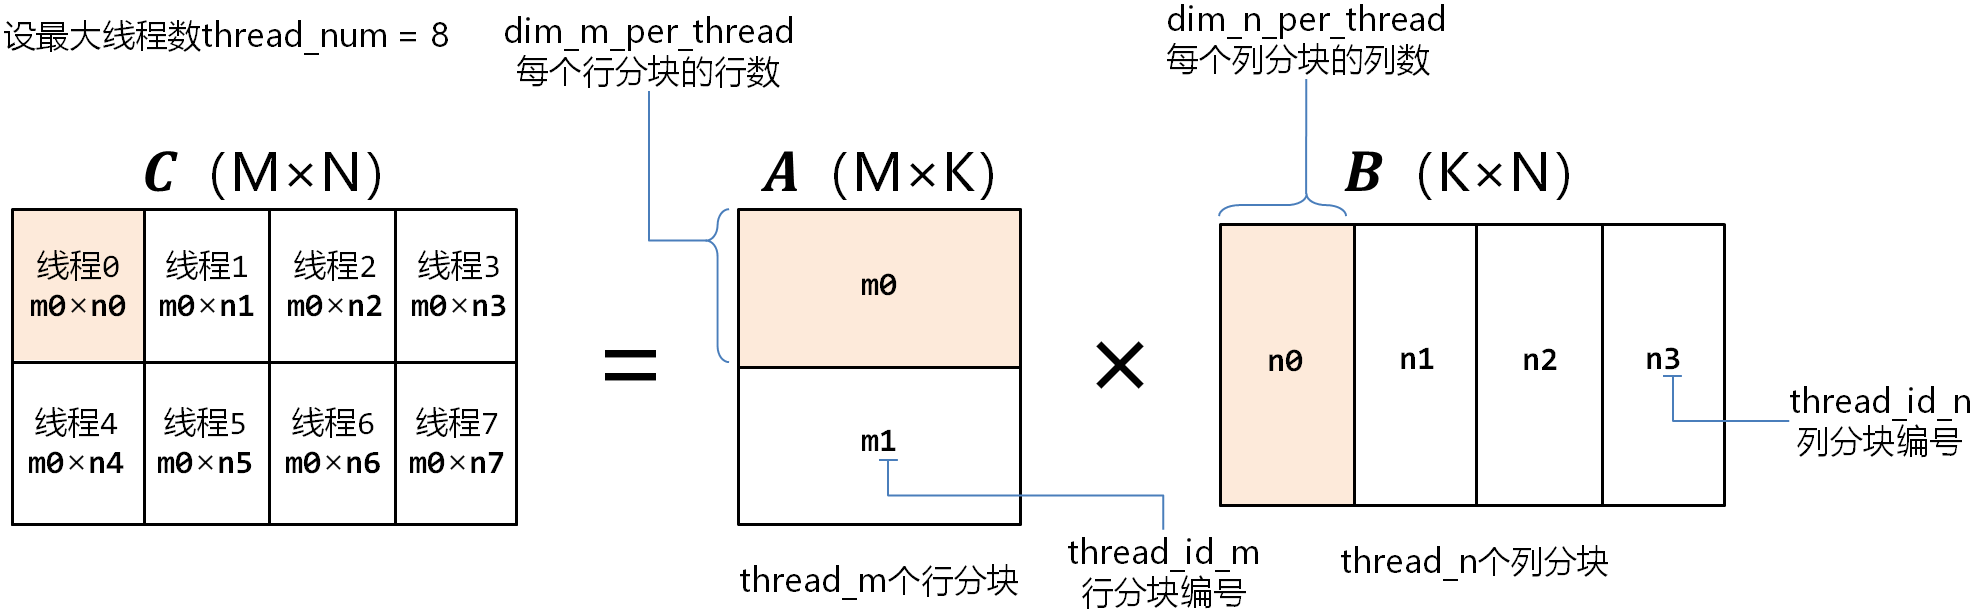 设最大线程数thread_num = 8
dim_m_per_thread
每个行分块的行数
dim_n_per_thread
每个列分块的列数
C（M×N）
A（M×K）
B（K×N）
线程0
m0×n0
线程1
m0×n1
线程2
m0×n2
线程3
m0×n3
线程4
m0×n4
线程5
m0×n5
线程6
m0×n6
线程7
m0×n7
=
m0
m1
×
n0
n1
n2
n3
thread_id_n
列分块编号
thread_id_m
行分块编号
thread_m个行分块
thread_n个列分块